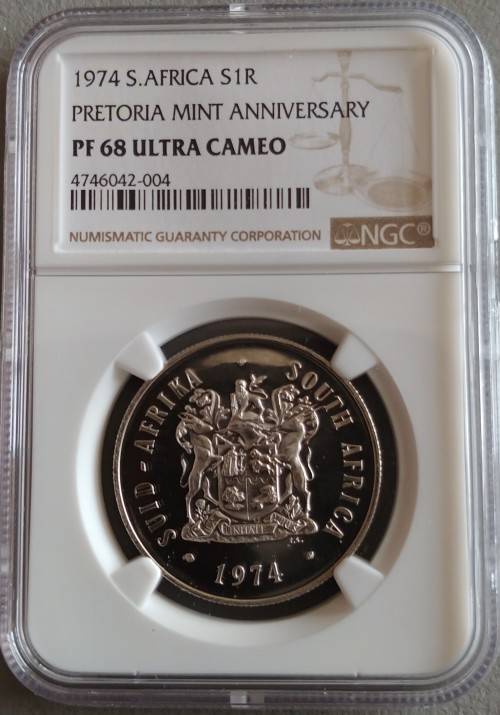 1974 S.AFRICA S1R
PRETORIA MINT ANNIVERSARY
PF 68 ULTRA CAMEO
4746042-004
NUMISMATIC GUARANTY CORPORATION
NGC®
SUID-AFRIKA
SOUTH AFRICA
1974